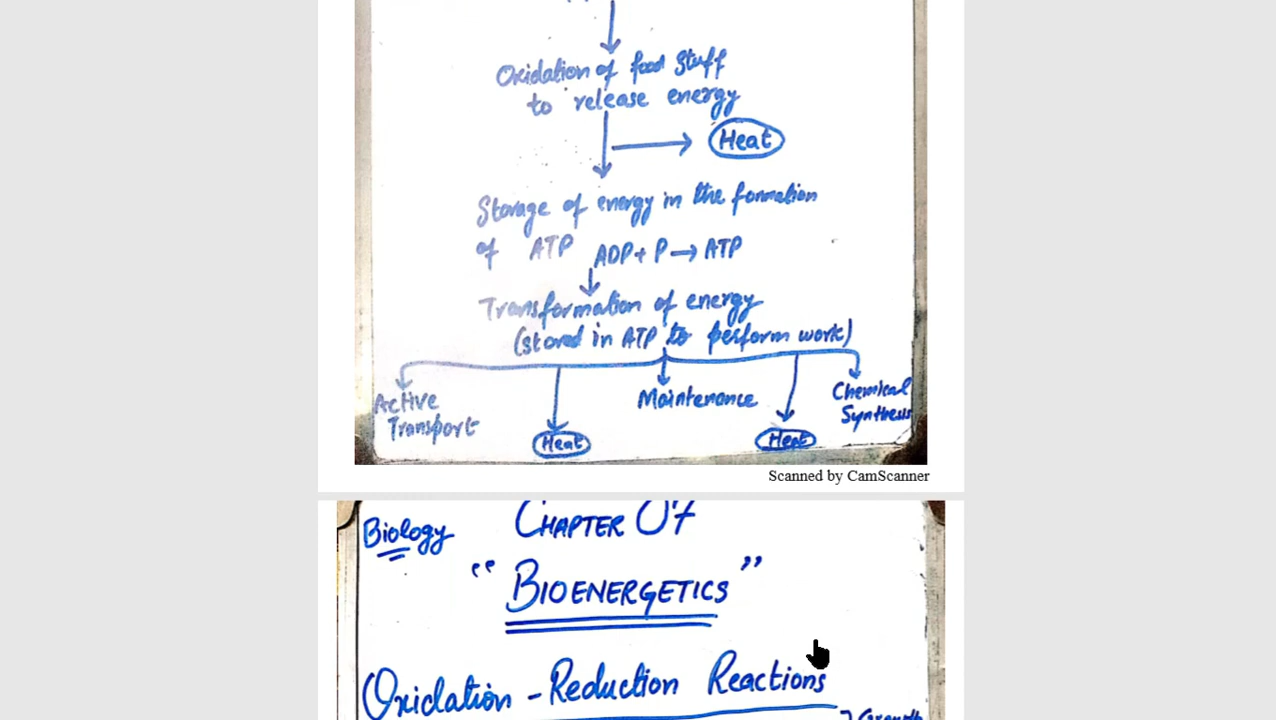 Oxidation of food stuff
to release energy
Heat
Storage of energy in the formation
of ATP ADP + P → ATP
Transformation of energy
(stored in ATP to perform work)
Active
Transport
Heat
Maintenance
Heat
Chemical
Synthesis
Scanned by CamScanner
Biology
CHAPTER 07
"BIOENERGETICS"
Oxidation - Reduction Reactions
Growth